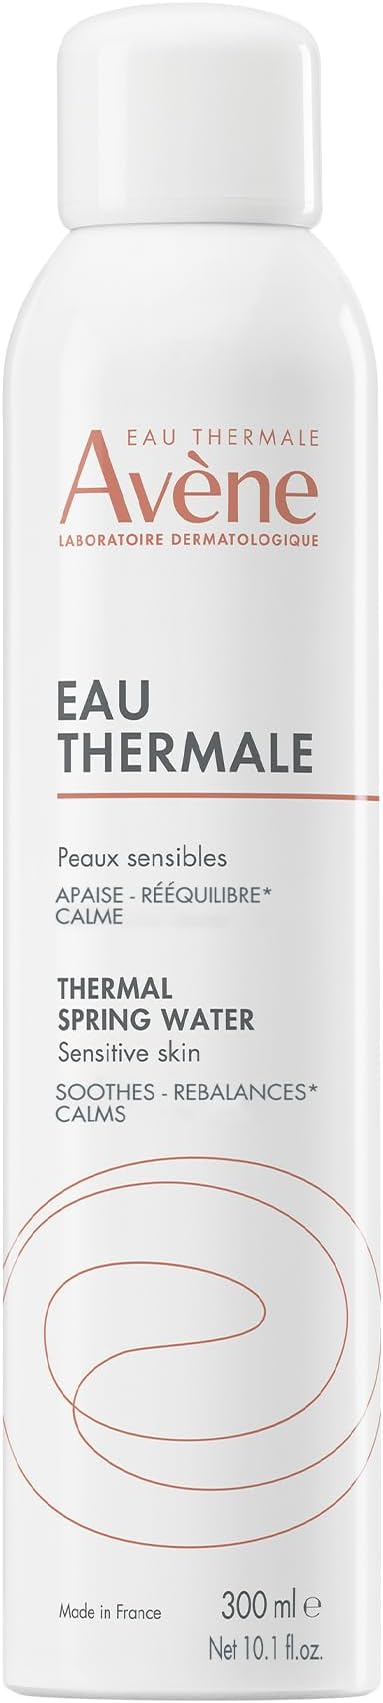 EAU THERMALE
Avène
LABORATOIRE DERMATOLOGIQUE
EAU
THERMALE
Peaux sensibles
APAISE - RÉÉQUILIBRE*
CALME
THERMAL
SPRING WATER
Sensitive skin
SOOTHES - REBALANCES*
CALMS
Made in France
300 ml ℮
Net 10.1 fl.oz.